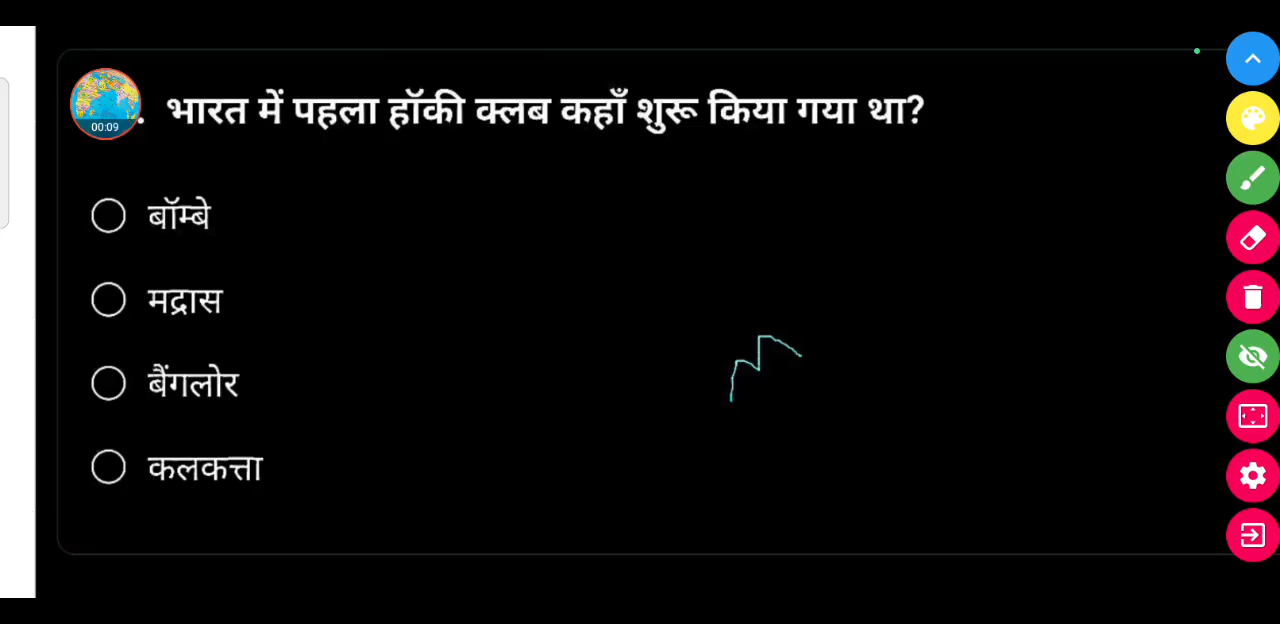 00:09
. भारत में पहला हॉकी क्लब कहाँ शुरू किया गया था?
बॉम्बे
मद्रास
बैंगलोर
कलकत्ता